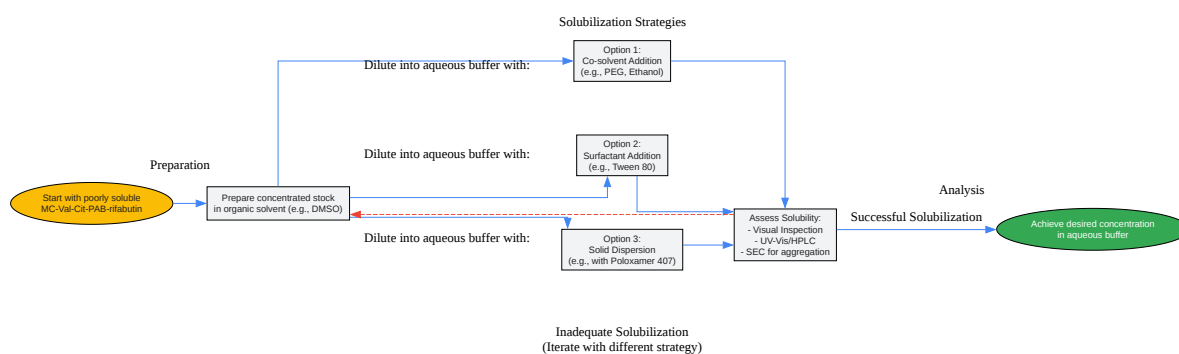 Solubilization Strategies
Option 1:
Co-solvent Addition
(e.g., PEG, Ethanol)
Dilute into aqueous buffer with:
Option 2:
Surfactant Addition
(e.g., Tween 80)
Dilute into aqueous buffer with:
Preparation
Start with poorly soluble
MC-Val-Cit-PAB-rifabutin
Prepare concentrated stock
in organic solvent (e.g., DMSO)
Dilute into aqueous buffer with:
Option 3:
Solid Dispersion
(e.g., with Poloxamer 407)
Assess Solubility:
- Visual Inspection
- UV-Vis/HPLC
- SEC for aggregation
Analysis
Successful Solubilization
Achieve desired concentration
in aqueous buffer
Inadequate Solubilization
(Iterate with different strategy)